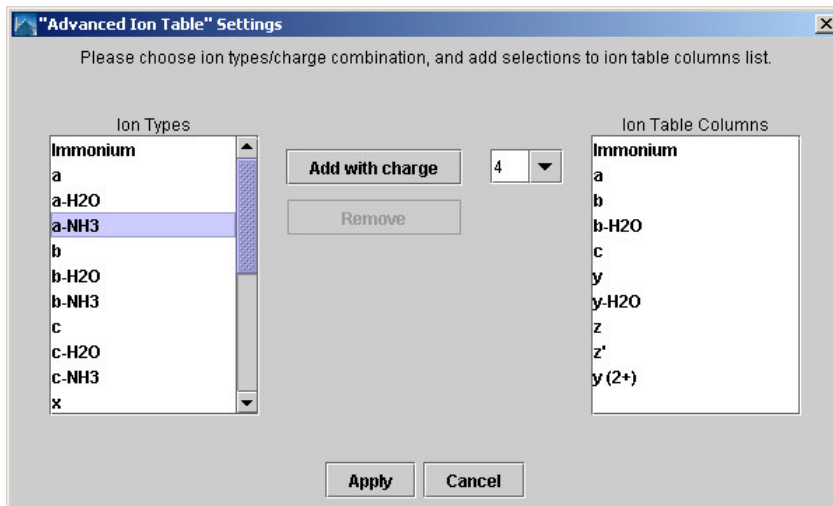 "Advanced Ion Table" Settings
Please choose ion types/charge combination, and add selections to ion table columns list.
Ion Types
Immonium
a
a-H2O
a-NH3
b
b-H2O
b-NH3
c
c-H2O
c-NH3
x
Add with charge
4
Remove
Ion Table Columns
Immonium
a
b
b-H2O
c
y
y-H2O
z
z'
y (2+)
Apply
Cancel